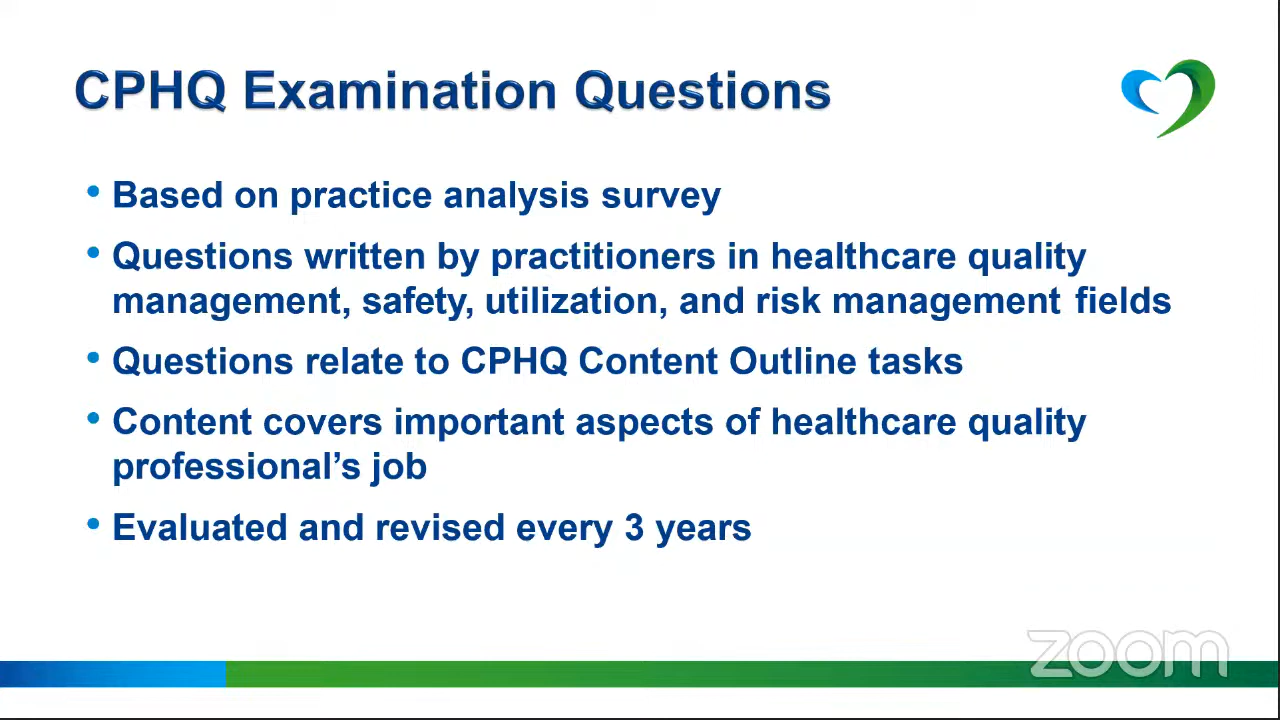 CPHQ Examination Questions
• Based on practice analysis survey
• Questions written by practitioners in healthcare quality
management, safety, utilization, and risk management fields
• Questions relate to CPHQ Content Outline tasks
• Content covers important aspects of healthcare quality
professional’s job
• Evaluated and revised every 3 years
zoom